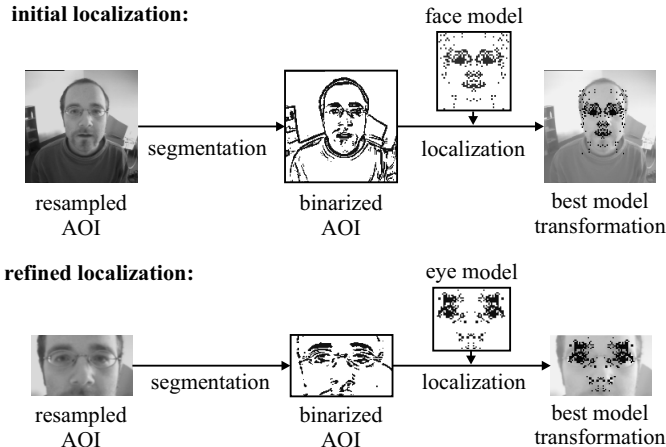 initial localization:
face model
segmentation
localization
resampled
AOI
binarized
AOI
best model
transformation
refined localization:
eye model
segmentation
localization
resampled
AOI
binarized
AOI
best model
transformation